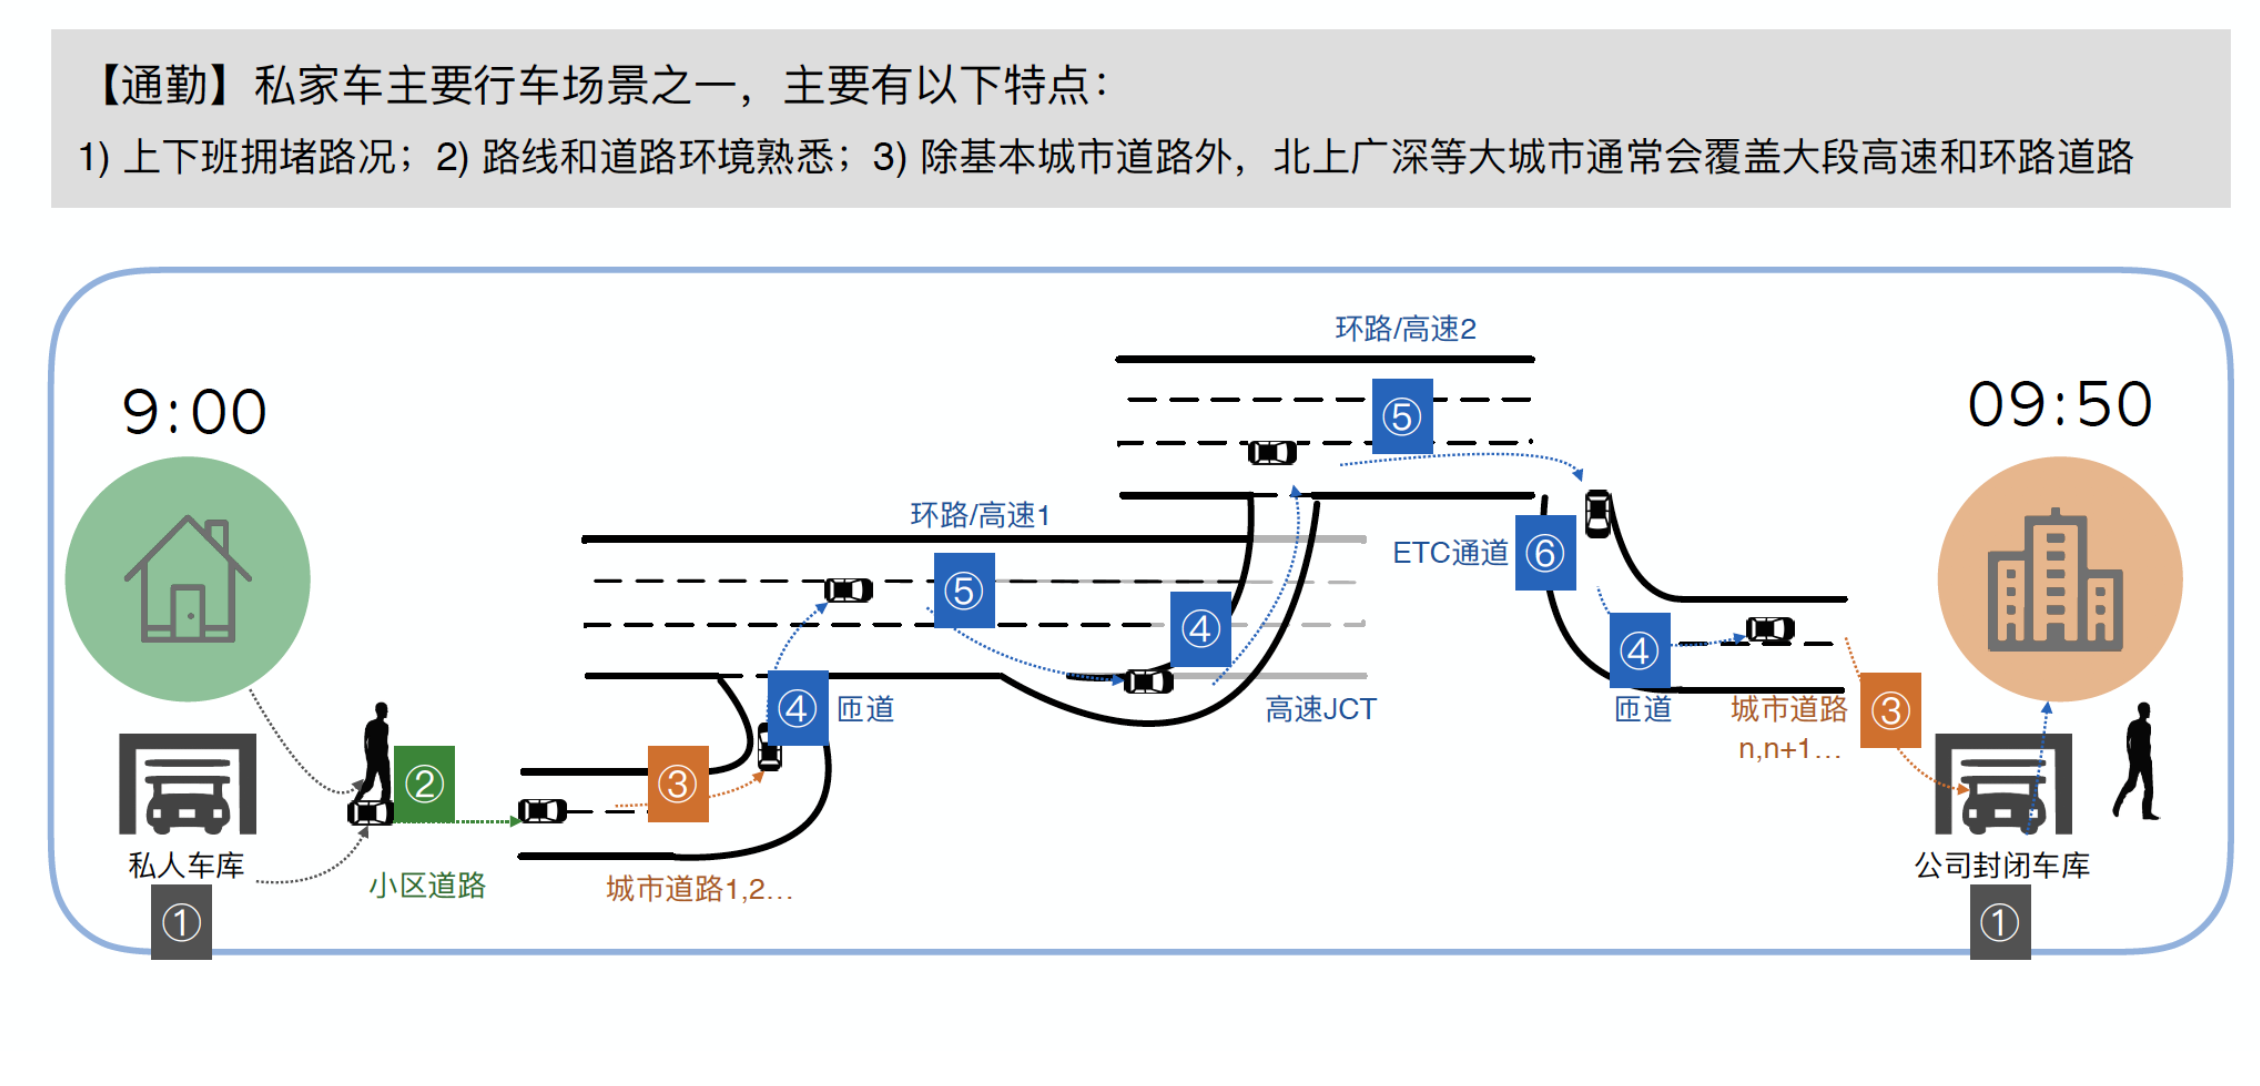 【通勤】私家车主要行车场景之一，主要有以下特点：
1) 上下班拥堵路况；2) 路线和道路环境熟悉；3) 除基本城市道路外，北上广深等大城市通常会覆盖大段高速和环路道路
环路/高速2
9:00
09:50
⑤
环路/高速1
ETC通道
⑥
⑤
④
④
④
匝道
高速JCT
匝道
城市道路
n,n+1…
③
②
③
私人车库
小区道路
城市道路1,2…
公司封闭车库
①
①